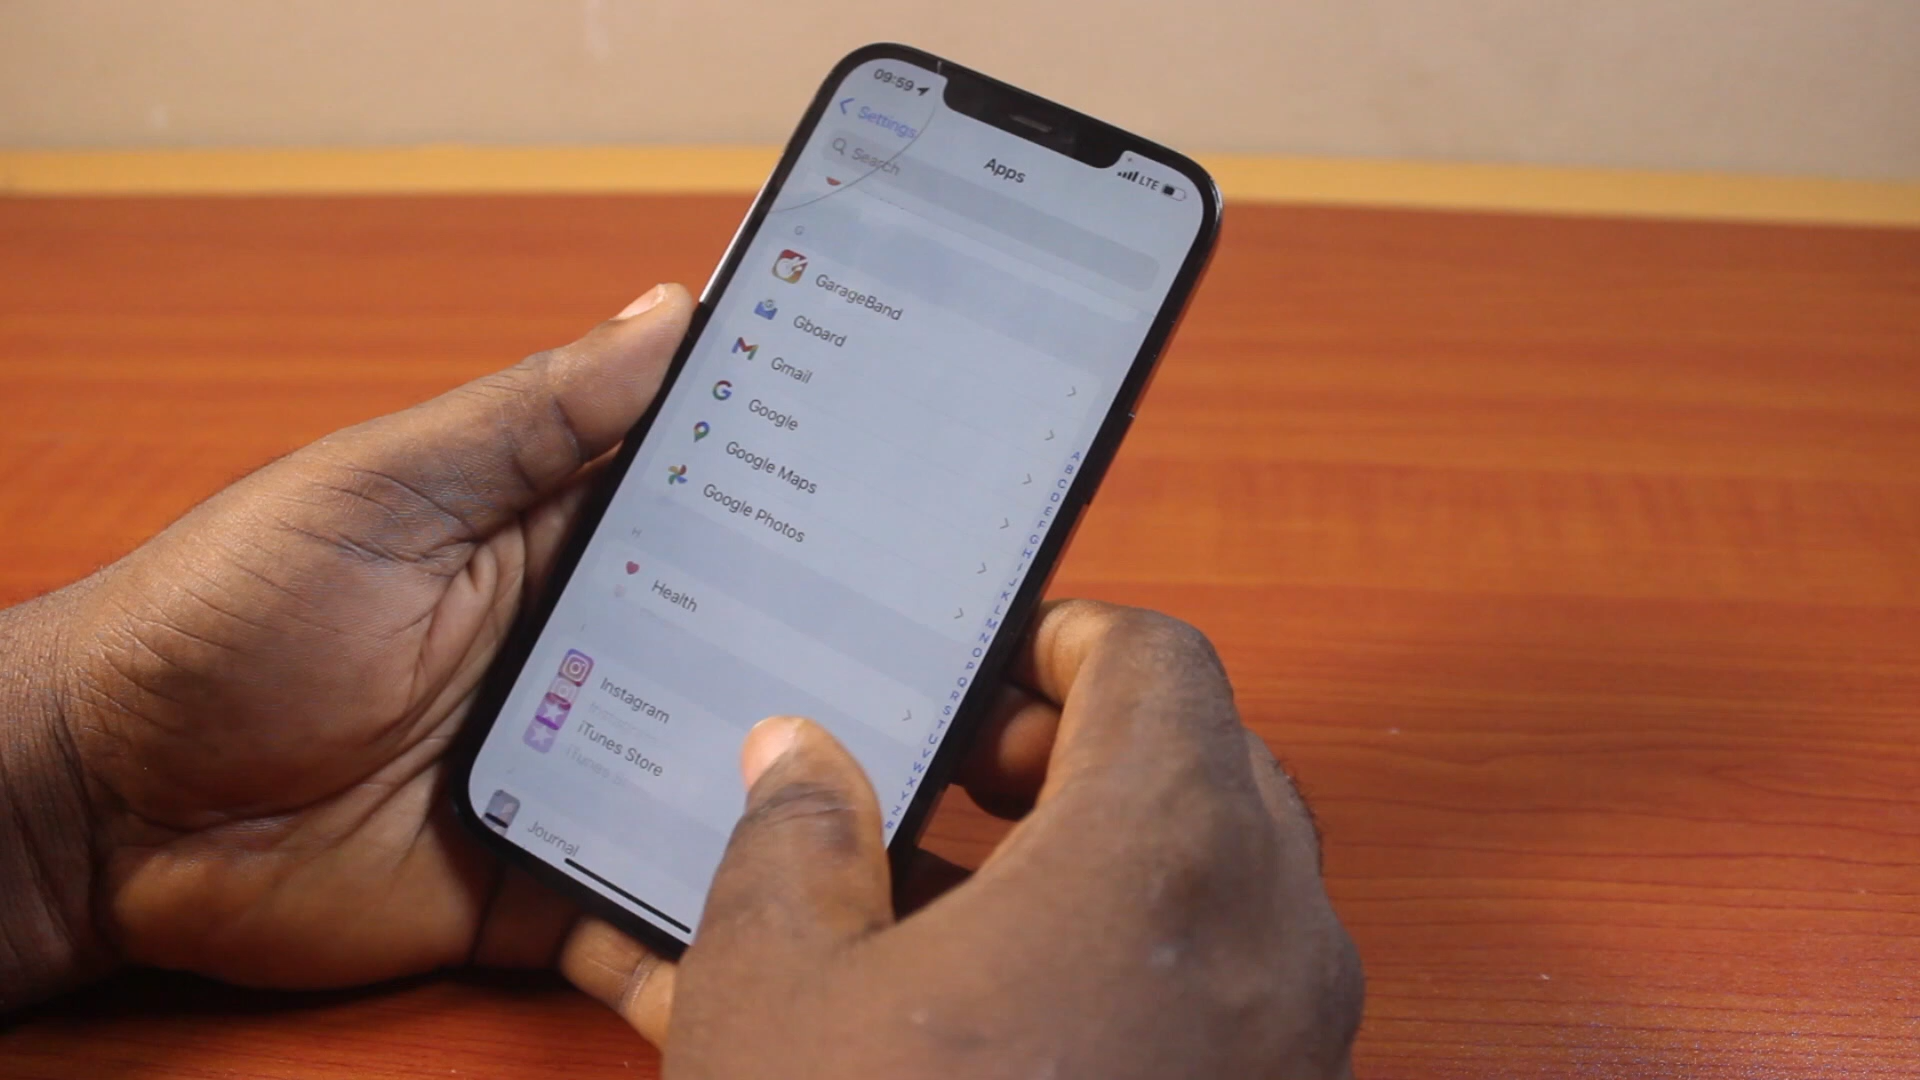 09:59
Settings
Apps
LTE
Search
G
GarageBand
Gboard
Gmail
Google
Google Maps
Google Photos
H
Health
I
Instagram
iTunes Store
J
Journal
A
B
C
D
E
F
G
H
I
J
K
L
M
N
O
P
Q
R
S
T
U
V
W
X
Y
Z
#